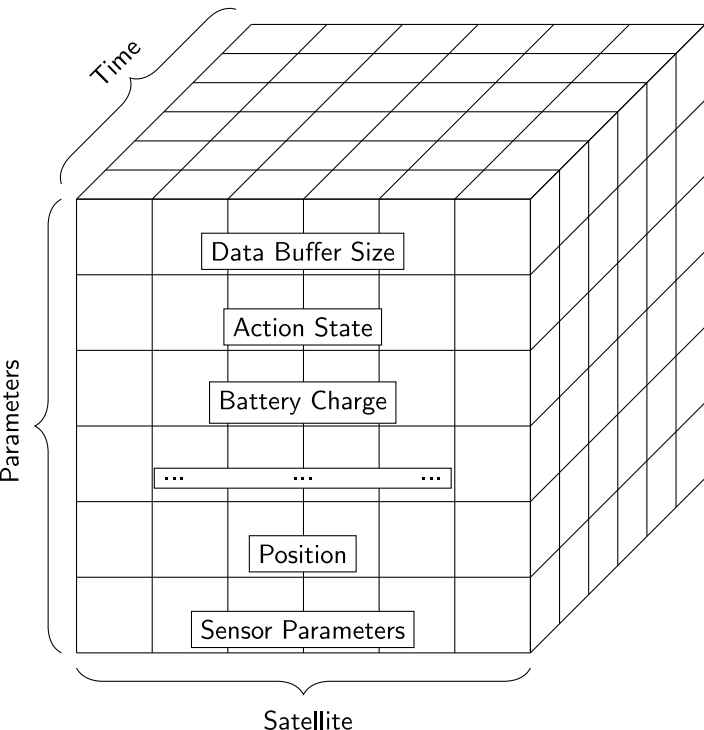 Time
Data Buffer Size
Action State
Battery Charge
... ... ...
Position
Sensor Parameters
Parameters
Satellite